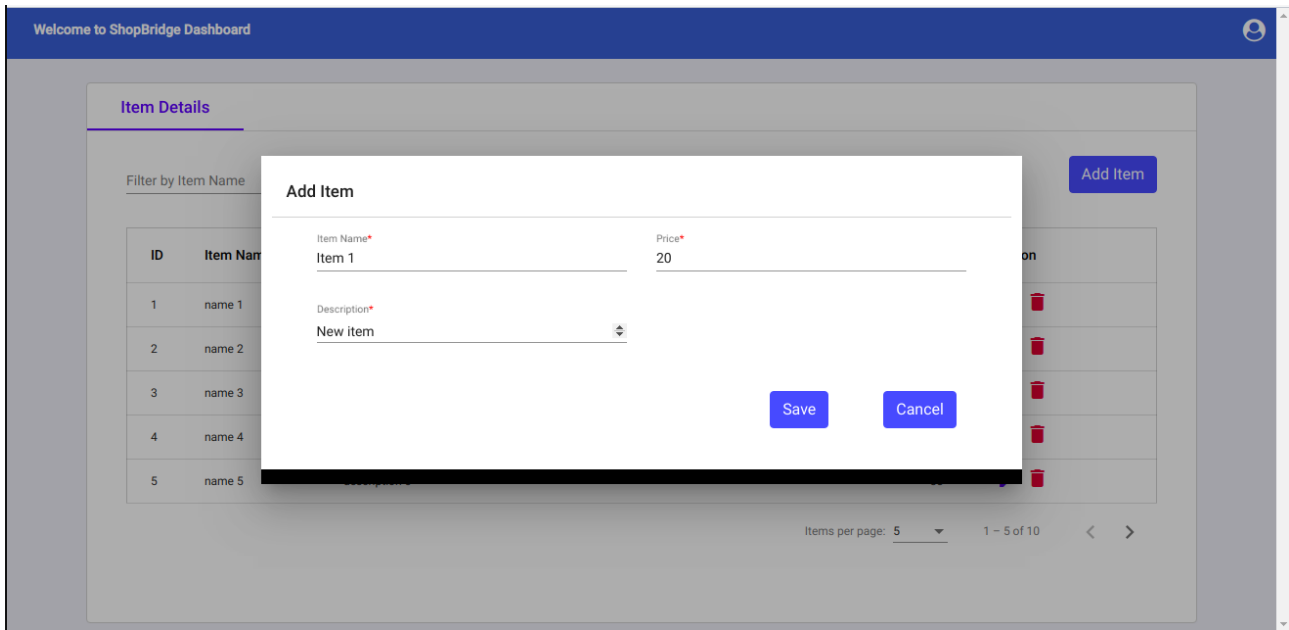 Welcome to ShopBridge Dashboard
Item Details
Filter by Item Name
Add Item
Add Item
Item Name*
Price*
Item 1
20
Description*
New item
Save
Cancel
ID Item Nam on
1 name 1
2 name 2
3 name 3
4 name 4
5 name 5
Items per page: 5 1 – 5 of 10